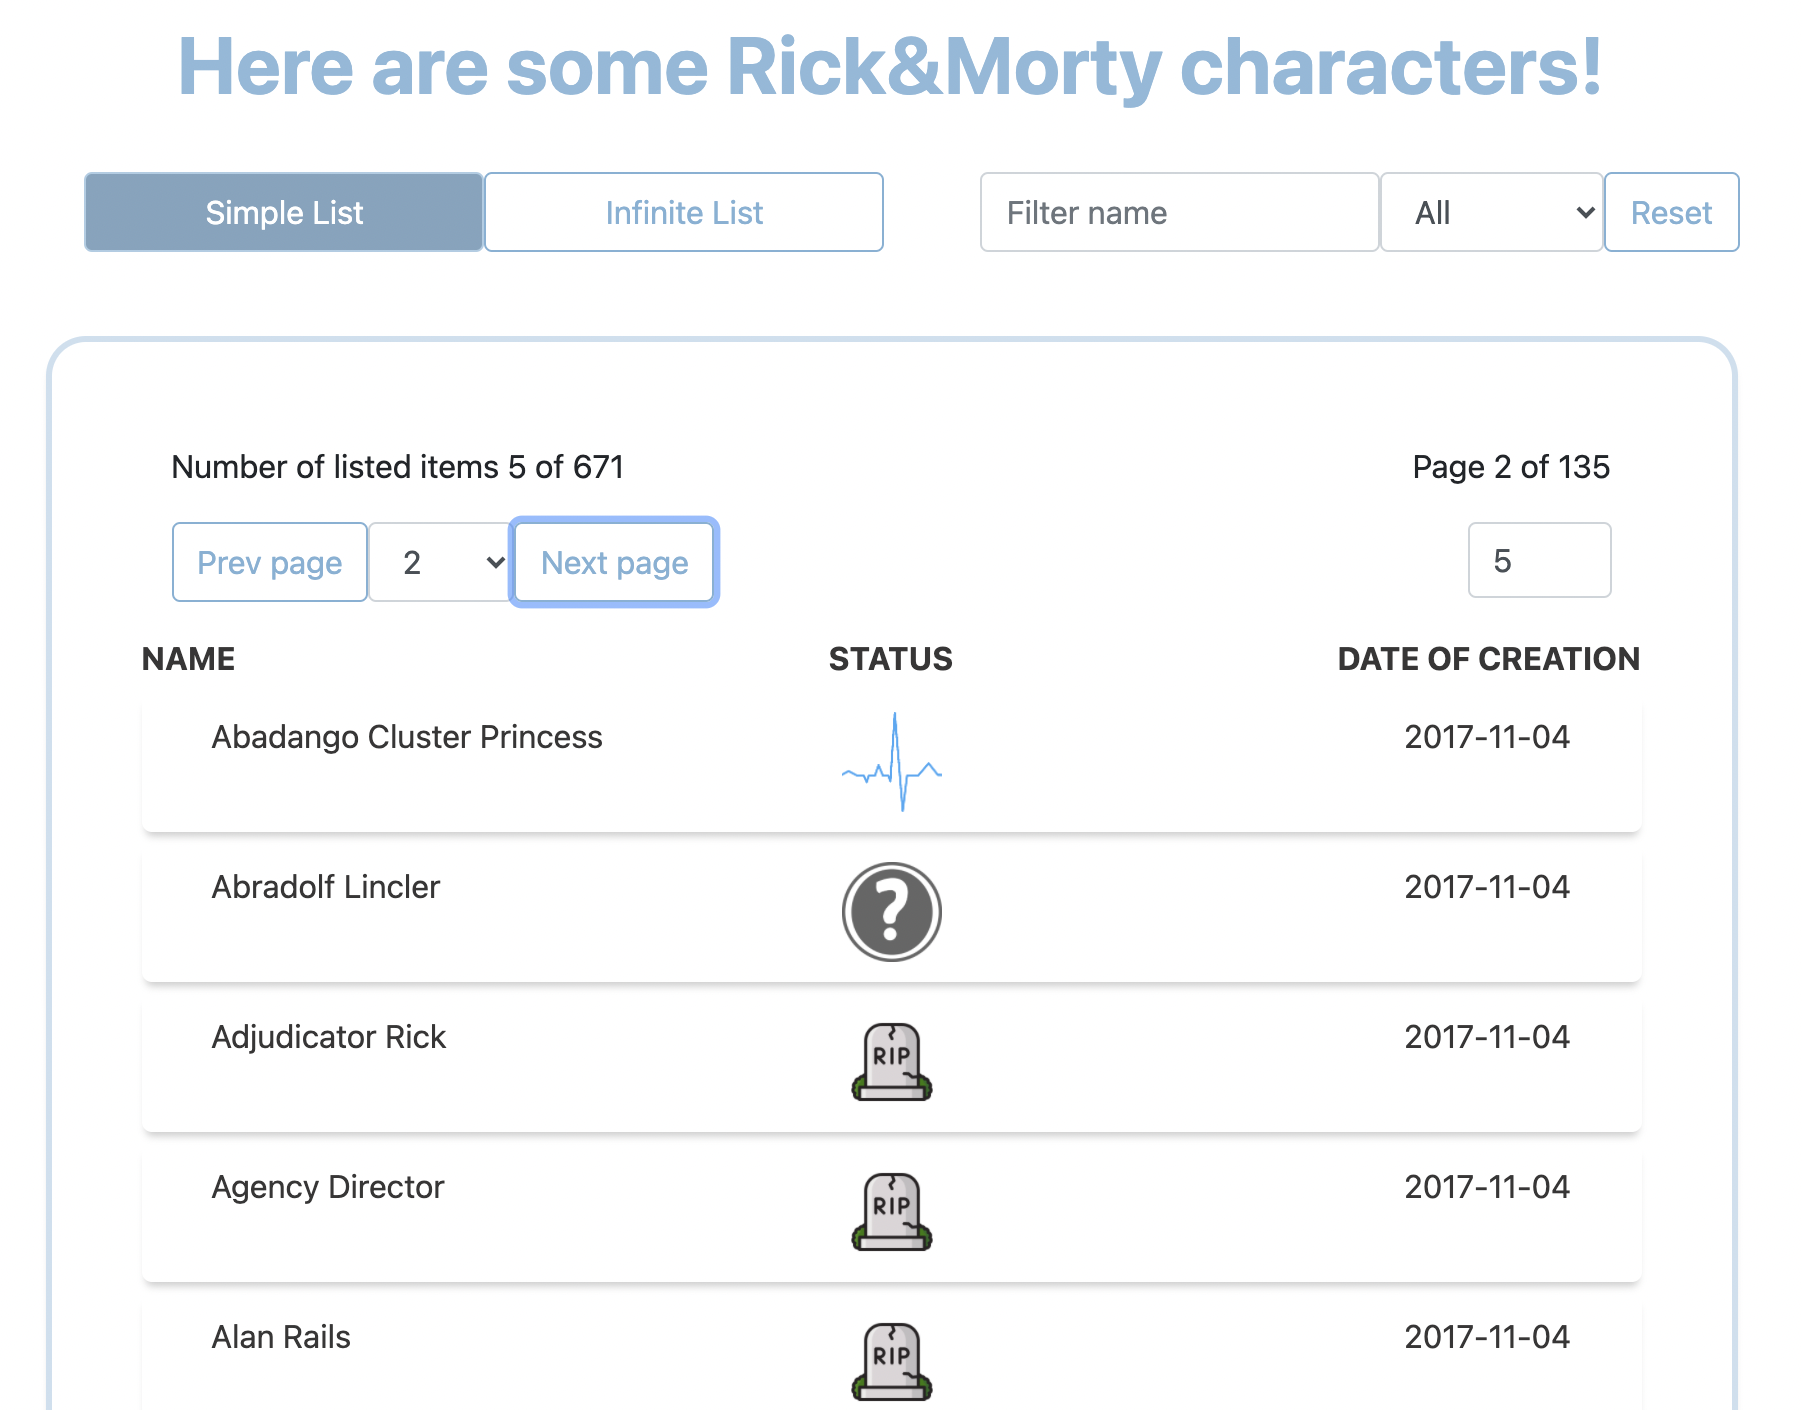 Here are some Rick&Morty characters!
Simple List Infinite List Filter name All Reset
Number of listed items 5 of 671 Page 2 of 135
Prev page 2 Next page 5
NAME STATUS DATE OF CREATION
Abadango Cluster Princess 2017-11-04
Abradolf Lincler ? 2017-11-04
Adjudicator Rick RIP 2017-11-04
Agency Director RIP 2017-11-04
Alan Rails RIP 2017-11-04